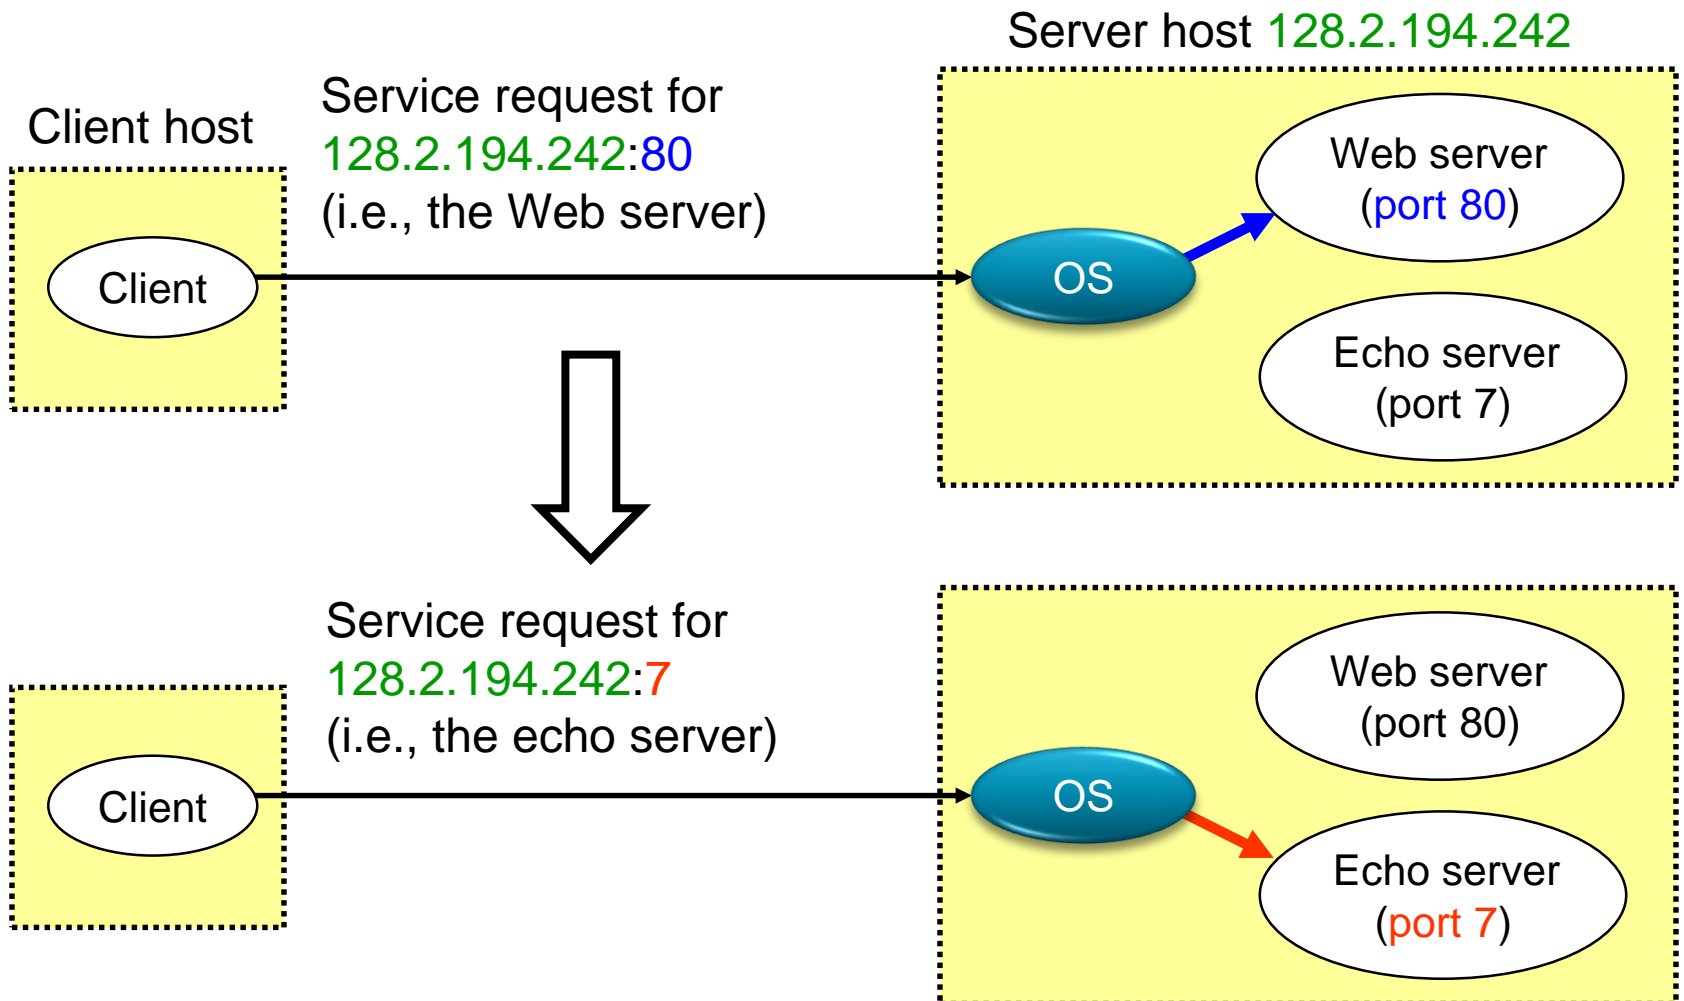 Server host 128.2.194.242
Client host
Service request for
128.2.194.242:80
(i.e., the Web server)
Client
OS
Web server
(port 80)
Echo server
(port 7)
Service request for
128.2.194.242:7
(i.e., the echo server)
Client
OS
Web server
(port 80)
Echo server
(port 7)